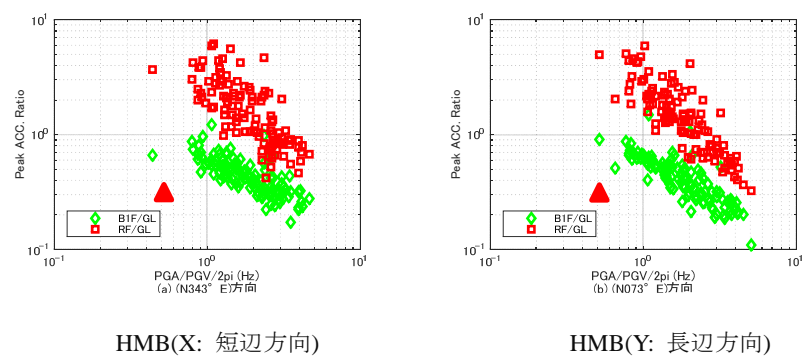 10¹
10⁰
10⁻¹
10⁻¹
10⁰
10¹
Peak ACC. Ratio
B1F/GL
RF/GL
PGA/PGV/2pi(Hz)
(a)(N343°E)方向
HMB(X: 短辺方向)
10¹
10⁰
10⁻¹
10⁻¹
10⁰
10¹
Peak ACC. Ratio
B1F/GL
RF/GL
PGA/PGV/2pi(Hz)
(b)(N073°E)方向
HMB(Y: 長辺方向)